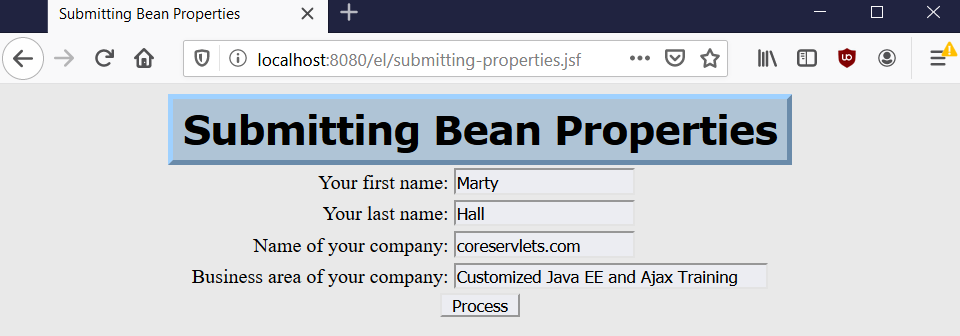 Submitting Bean Properties
localhost:8080/el/submitting-properties.jsf
Submitting Bean Properties
Your first name: Marty
Your last name: Hall
Name of your company: coreservlets.com
Business area of your company: Customized Java EE and Ajax Training
Process